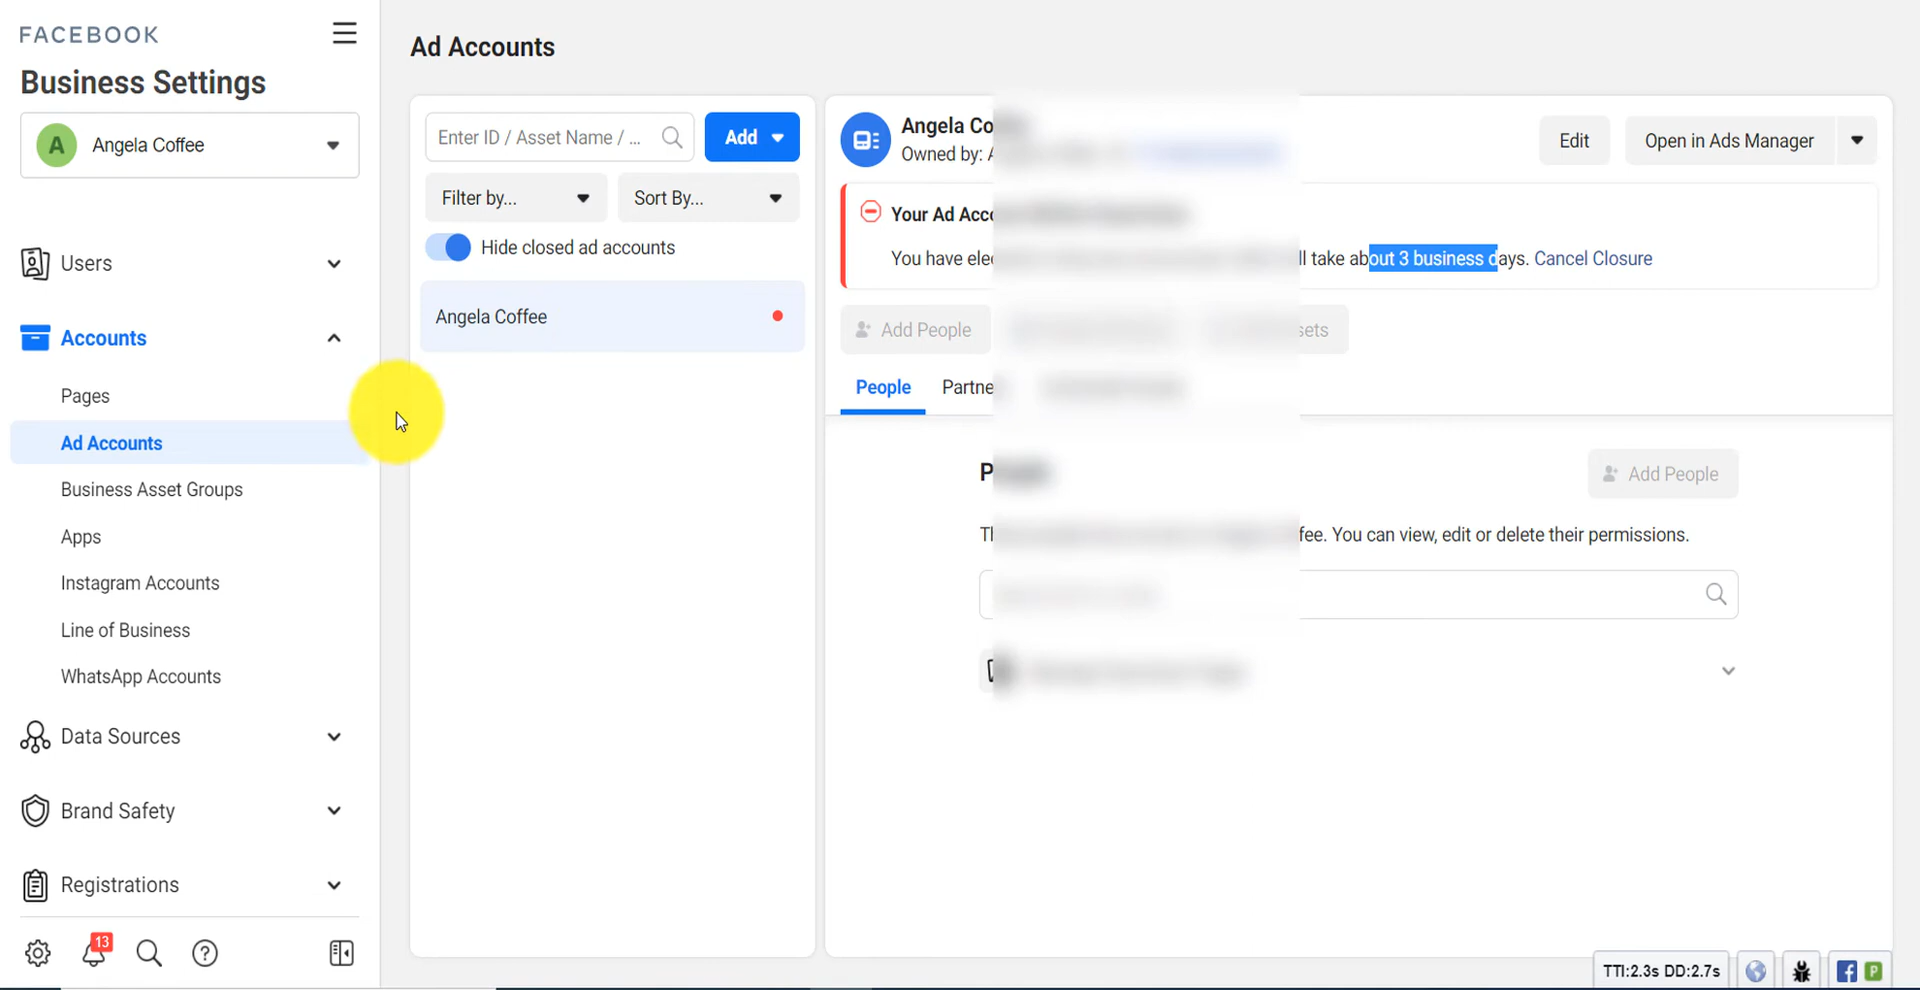 FACEBOOK
Business Settings
A Angela Coffee
Users
Accounts
Pages
Ad Accounts
Business Asset Groups
Apps
Instagram Accounts
Line of Business
WhatsApp Accounts
Data Sources
Brand Safety
Registrations
13
Ad Accounts
Enter ID / Asset Name / ...
Add
Filter by...
Sort By...
Hide closed ad accounts
Angela Coffee
Angela Co
Owned by:
Edit
Open in Ads Manager
Your Ad Acco
You have elec ll take about 3 business days. Cancel Closure
Add People sets
People Partne
Add People
fee. You can view, edit or delete their permissions.
TTI:2.3s DD:2.7s
P